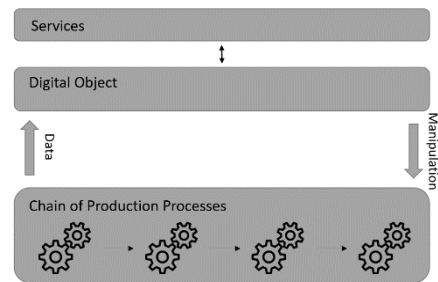 Services
Digital Object
Data
Manipulation
Chain of Production Processes